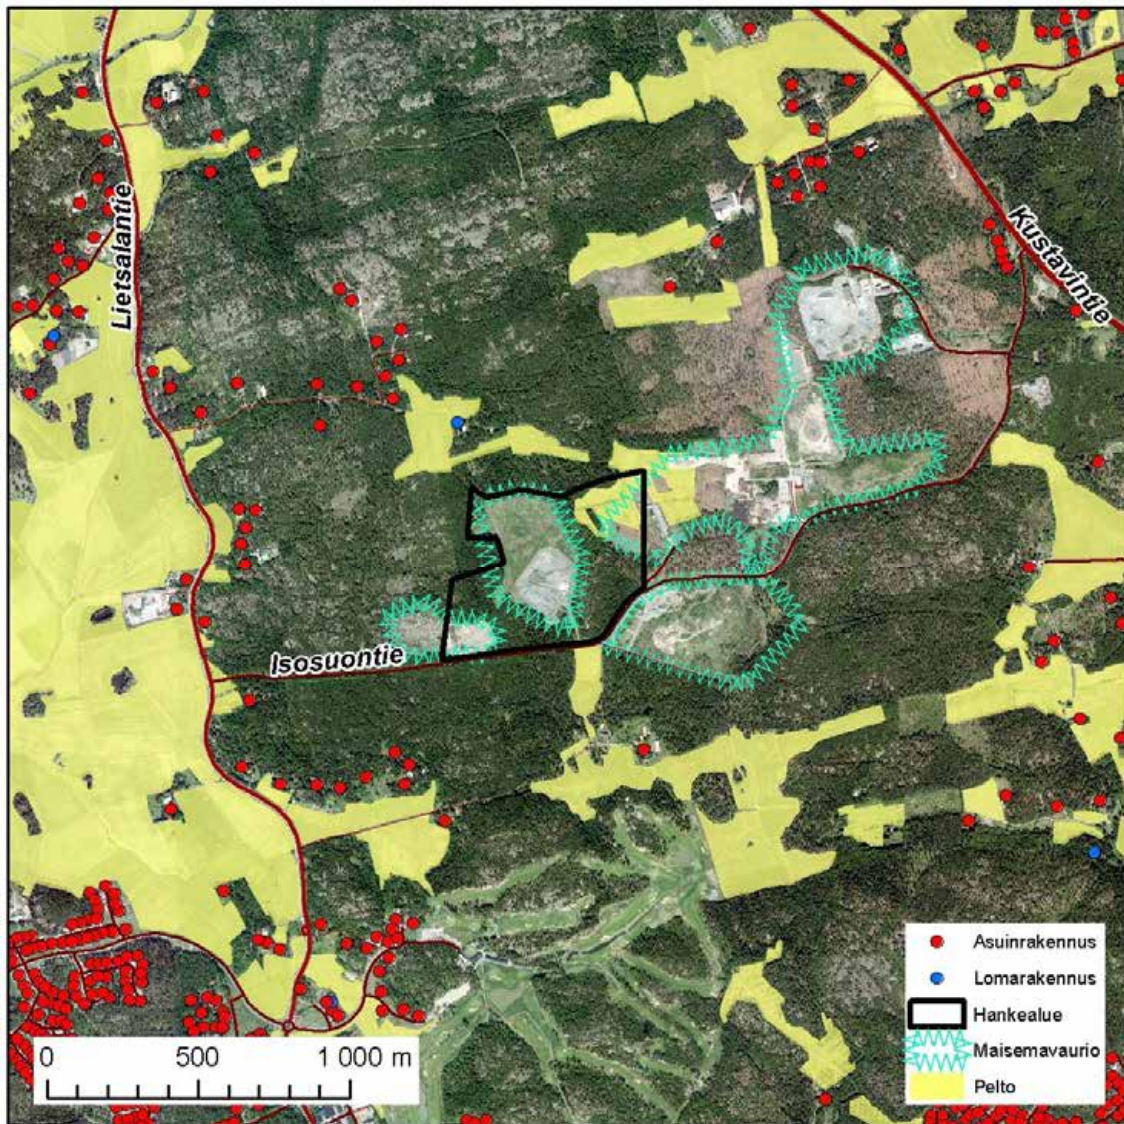 Lietsalantie
Kustavintie
Isosuontie
Asuinrakennus
Lomarakennus
Hankealue
Maisemavaurio
Pelto
0 500 1 000 m